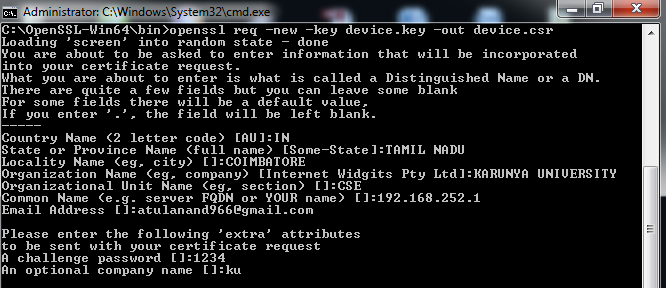 Administrator: C:\Windows\System32\cmd.exe
C:\OpenSSL-Win64\bin>openssl req -new -key device.key -out device.csr
Loading 'screen' into random state - done
You are about to be asked to enter information that will be incorporated
into your certificate request.
What you are about to enter is what is called a Distinguished Name or a DN.
There are quite a few fields but you can leave some blank
For some fields there will be a default value,
If you enter '.', the field will be left blank.
-----
Country Name (2 letter code) [AU]:IN
State or Province Name (full name) [Some-State]:TAMIL NADU
Locality Name (eg, city) []:COIMBATORE
Organization Name (eg, company) [Internet Widgits Pty Ltd]:KARUNYA UNIVERSITY
Organizational Unit Name (eg, section) []:CSE
Common Name (e.g. server FQDN or YOUR name) []:192.168.252.1
Email Address []:atulanand966@gmail.com
Please enter the following 'extra' attributes
to be sent with your certificate request
A challenge password []:1234
An optional company name []:ku